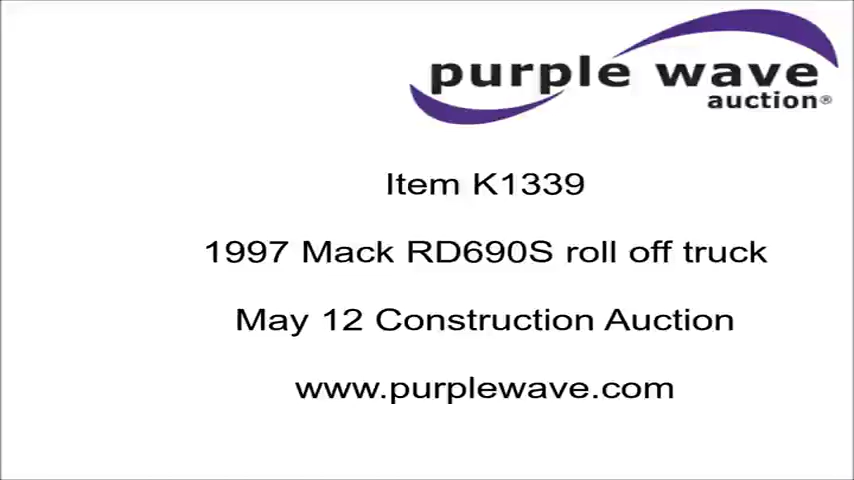 purple wave
auction®
Item K1339
1997 Mack RD690S roll off truck
May 12 Construction Auction
www.purplewave.com